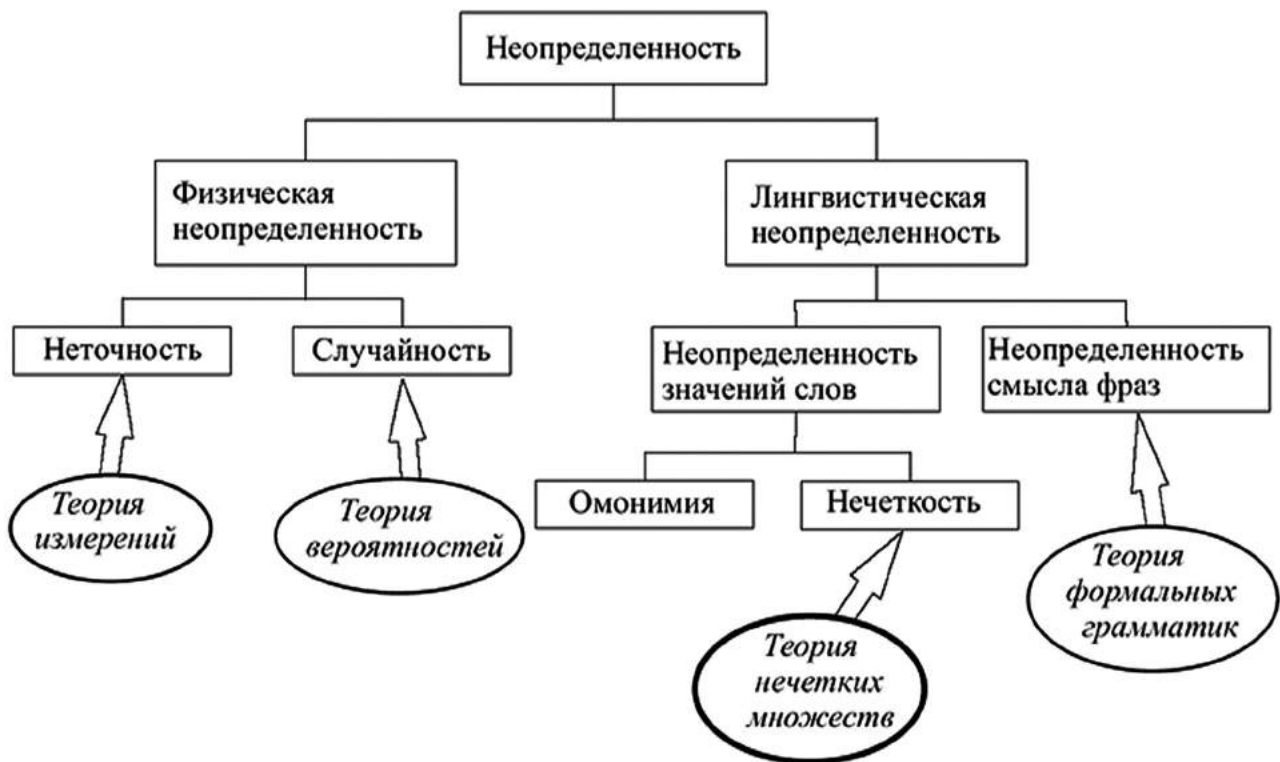 Неопределенность
Физическая
неопределенность
Лингвистическая
неопределенность
Неточность
Случайность
Неопределенность
значений слов
Неопределенность
смысла фраз
Омонимия
Нечеткость
Теория
измерений
Теория
вероятностей
Теория
нечетких
множеств
Теория
формальных
грамматик